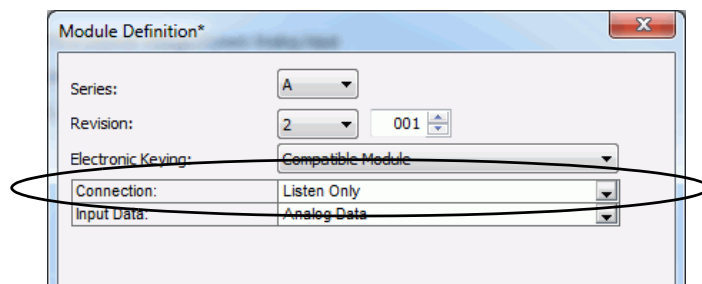 Module Definition*
Series: A
Revision: 2 001
Electronic Keying: Compatible Module
Connection: Listen Only
Input Data: Analog Data